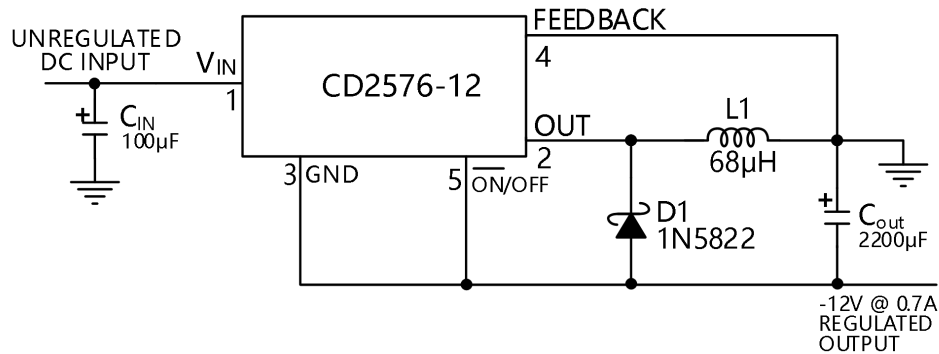 FEEDBACK
4
UNREGULATED
DC INPUT
VIN
1
CD2576-12
+
CIN
100µF
OUT
2
L1
68µH
3 GND
5 ON/OFF
D1
1N5822
+
Cout
2200µF
-12V @ 0.7A
REGULATED
OUTPUT